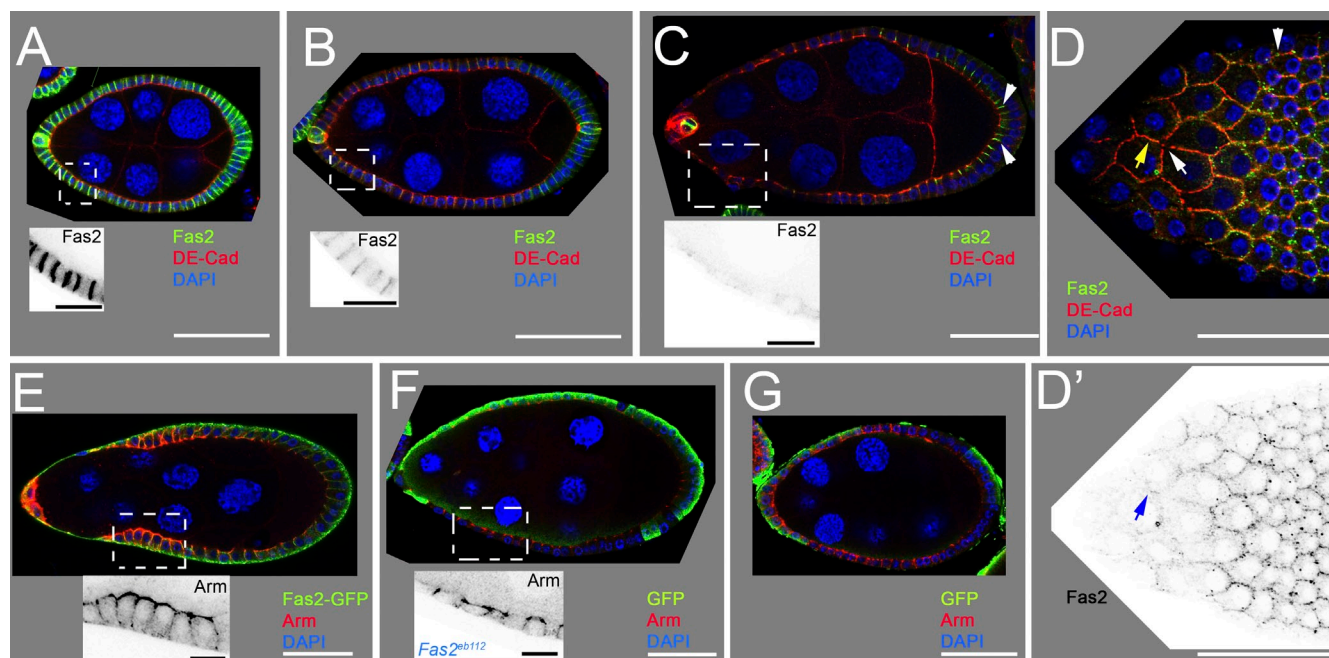 A
Fas2
Fas2
DE-Cad
DAPI
B
Fas2
Fas2
DE-Cad
DAPI
C
Fas2
Fas2
DE-Cad
DAPI
D
Fas2
DE-Cad
DAPI
E
Arm
Fas2-GFP
Arm
DAPI
F
Arm
Fas2eb112
GFP
Arm
DAPI
G
GFP
Arm
DAPI
D'
Fas2